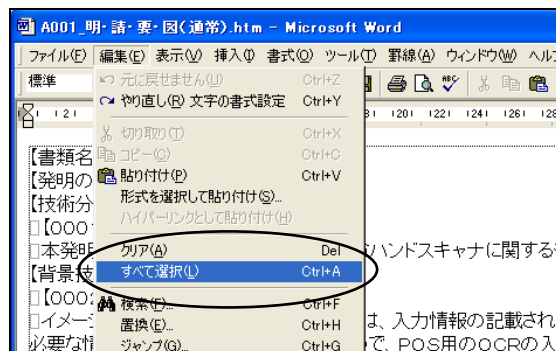 A001_明・請・要・図(通常).htm - Microsoft Word
ファイル(F) 編集(E) 表示(V) 挿入(I) 書式(O) ツール(T) 罫線(A) ウィンドウ(W)
標準
元に戻せません(U) Ctrl+Z
やり直し(R) 文字の書式設定 Ctrl+Y
切り取り(T) Ctrl+X
コピー(C) Ctrl+C
貼り付け(P) Ctrl+V
形式を選択して貼り付け(S)...
ハイパーリンクとして貼り付け(H)
クリア(A) Del
すべて選択(L) Ctrl+A
検索(F)... Ctrl+F
置換(E)... Ctrl+H
ジャンプ(G)... Ctrl+G
【書類名
【発明の
【技術分
【000
本発明 ハンドスキャナに関する
【背景技
【000
イメー は、入力情報の記載され
必要な情 で、POS用のOCRの入